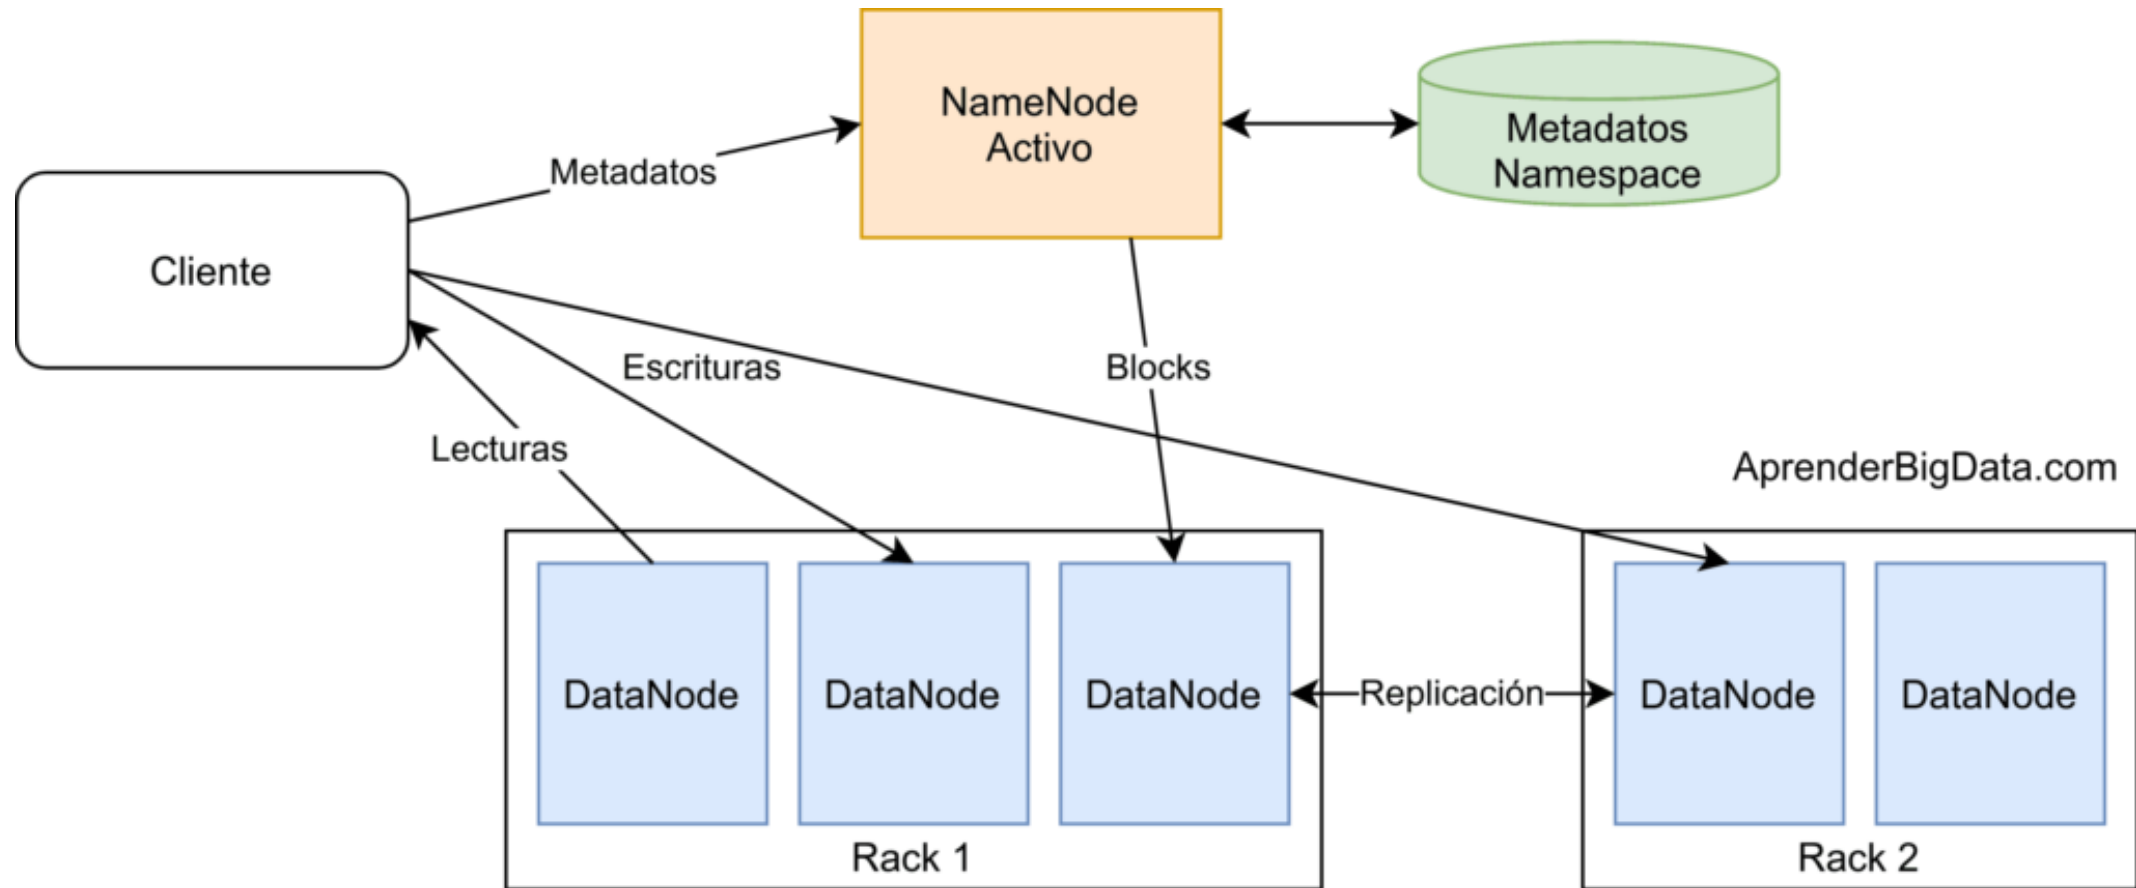 NameNode
Activo
Metadatos
Namespace
Metadatos
Cliente
Escrituras
Blocks
Lecturas
AprenderBigData.com
DataNode
DataNode
DataNode
Replicación
DataNode
DataNode
Rack 1
Rack 2